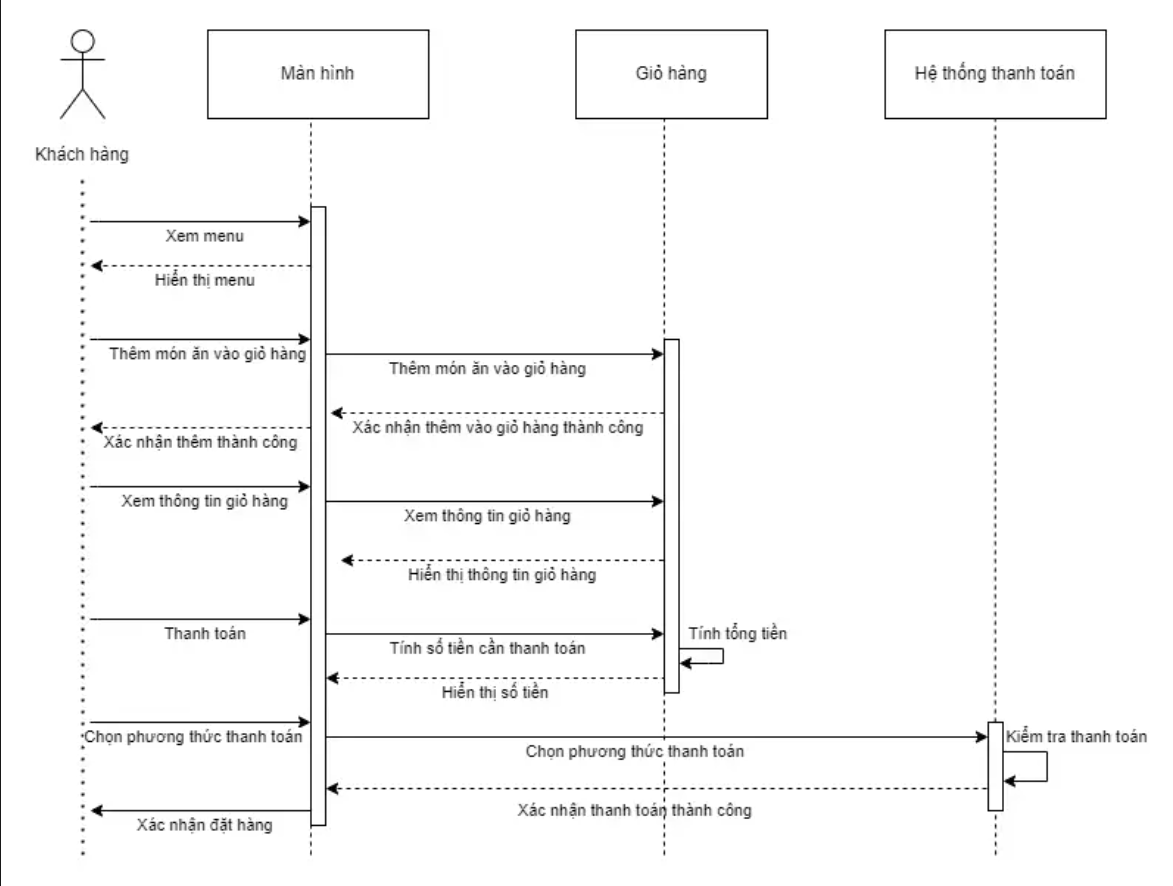 Màn hình
Giỏ hàng
Hệ thống thanh toán
Khách hàng
Xem menu
Hiển thị menu
Thêm món ăn vào giỏ hàng
Thêm món ăn vào giỏ hàng
Xác nhận thêm vào giỏ hàng thành công
Xác nhận thêm thành công
Xem thông tin giỏ hàng
Xem thông tin giỏ hàng
Hiển thị thông tin giỏ hàng
Thanh toán
Tính tổng tiền
Tính số tiền cần thanh toán
Hiển thị số tiền
Chọn phương thức thanh toán
Kiểm tra thanh toán
Chọn phương thức thanh toán
Xác nhận thanh toán thành công
Xác nhận đặt hàng